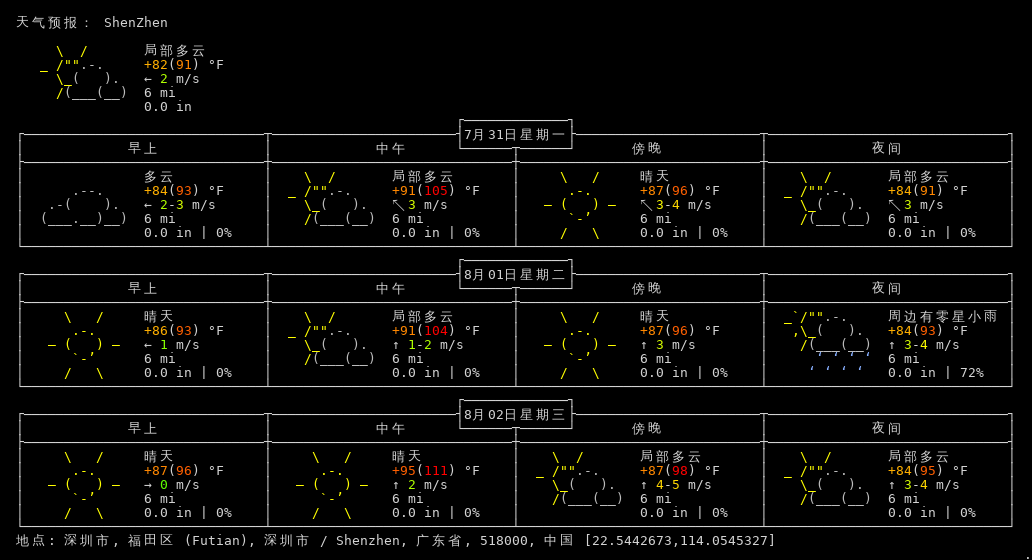 天气预报： ShenZhen
局部多云
+82(91) °F
← 2 m/s
6 mi
0.0 in
7月31日星期一
早上 中午 傍晚 夜间
多云 局部多云 晴天 局部多云
+84(93) °F +91(105) °F +87(96) °F +84(91) °F
← 2-3 m/s ↖ 3 m/s ↖ 3-4 m/s ↖ 3 m/s
6 mi 6 mi 6 mi 6 mi
0.0 in | 0% 0.0 in | 0% 0.0 in | 0% 0.0 in | 0%
8月01日星期二
早上 中午 傍晚 夜间
晴天 局部多云 晴天 周边有零星小雨
+86(93) °F +91(104) °F +87(96) °F +84(93) °F
← 1 m/s ↑ 1-2 m/s ↑ 3 m/s ↑ 3-4 m/s
6 mi 6 mi 6 mi 6 mi
0.0 in | 0% 0.0 in | 0% 0.0 in | 0% 0.0 in | 72%
8月02日星期三
早上 中午 傍晚 夜间
晴天 晴天 局部多云 局部多云
+87(96) °F +95(111) °F +87(98) °F +84(95) °F
→ 0 m/s ↑ 2 m/s ↑ 4-5 m/s ↑ 3-4 m/s
6 mi 6 mi 6 mi 6 mi
0.0 in | 0% 0.0 in | 0% 0.0 in | 0% 0.0 in | 0%
地点: 深圳市, 福田区 (Futian), 深圳市 / Shenzhen, 广东省, 518000, 中国 [22.5442673,114.0545327]